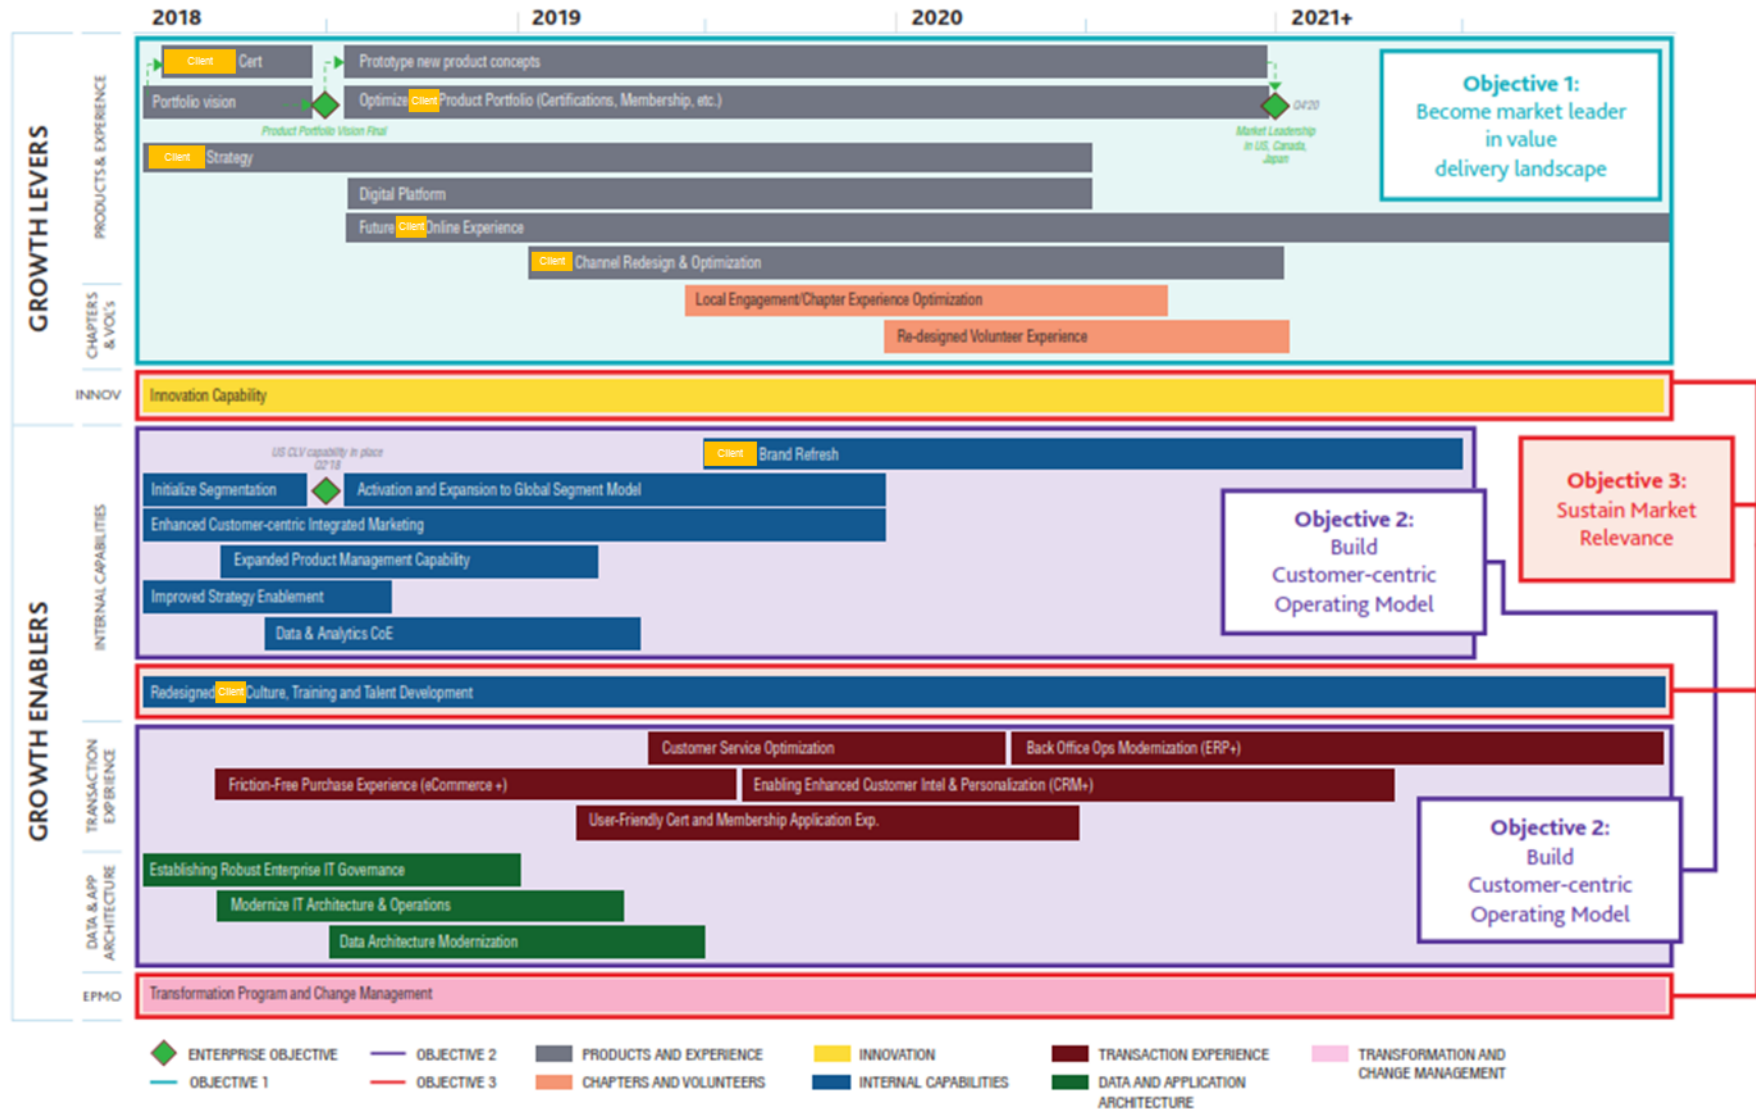 2018 2019 2020 2021+
GROWTH LEVERS
PRODUCTS & EXPERIENCE
Client Cert
Prototype new product concepts
Portfolio vision
Optimize Client Product Portfolio (Certifications, Membership, etc.)
Q4'20
Product Portfolio Vision Final
Market Leadership
in US, Canada,
Japan
Client Strategy
Digital Platform
Future Client Online Experience
Client Channel Redesign & Optimization
Objective 1:
Become market leader
in value
delivery landscape
CHAPTERS
& VOL's
Local Engagement/Chapter Experience Optimization
Re-designed Volunteer Experience
INNOV
Innovation Capability
GROWTH ENABLERS
INTERNAL CAPABILITIES
US CLV capability in place
Q2'18
Client Brand Refresh
Initialize Segmentation
Activation and Expansion to Global Segment Model
Enhanced Customer-centric Integrated Marketing
Expanded Product Management Capability
Improved Strategy Enablement
Data & Analytics CoE
Objective 2:
Build
Customer-centric
Operating Model
Objective 3:
Sustain Market
Relevance
Redesigned Client Culture, Training and Talent Development
TRANSACTION
EXPERIENCE
Customer Service Optimization
Back Office Ops Modernization (ERP+)
Friction-Free Purchase Experience (eCommerce +)
Enabling Enhanced Customer Intel & Personalization (CRM+)
User-Friendly Cert and Membership Application Exp.
DATA & APP
ARCHITECTURE
Establishing Robust Enterprise IT Governance
Modernize IT Architecture & Operations
Data Architecture Modernization
Objective 2:
Build
Customer-centric
Operating Model
EPMO
Transformation Program and Change Management
ENTERPRISE OBJECTIVE
OBJECTIVE 1
OBJECTIVE 2
OBJECTIVE 3
PRODUCTS AND EXPERIENCE
CHAPTERS AND VOLUNTEERS
INNOVATION
INTERNAL CAPABILITIES
TRANSACTION EXPERIENCE
DATA AND APPLICATION
ARCHITECTURE
TRANSFORMATION AND
CHANGE MANAGEMENT